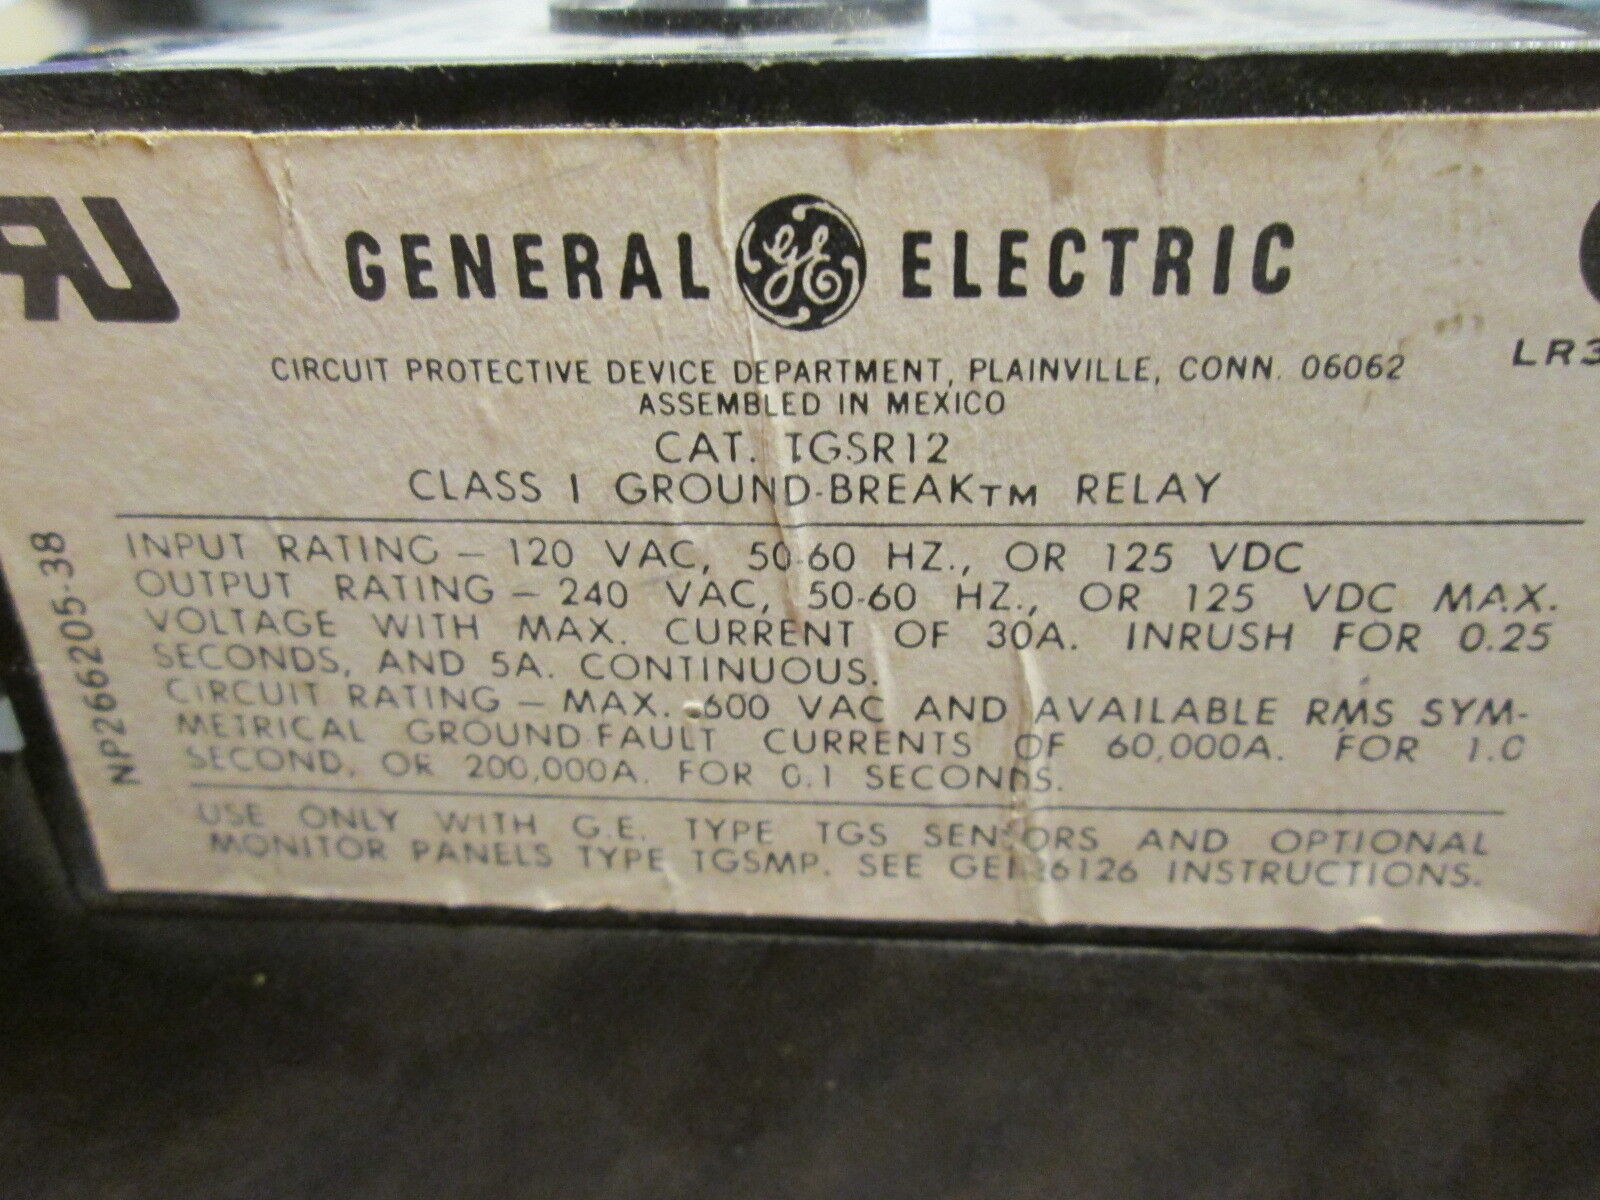 GENERAL GE ELECTRIC
LR3
CIRCUIT PROTECTIVE DEVICE DEPARTMENT, PLAINVILLE, CONN. 06062
ASSEMBLED IN MEXICO
CAT. TGSR12
CLASS I GROUND-BREAK™ RELAY
INPUT RATING – 120 VAC, 50-60 HZ., OR 125 VDC
OUTPUT RATING – 240 VAC, 50-60 HZ., OR 125 VDC MAX.
VOLTAGE WITH MAX. CURRENT OF 30A. INRUSH FOR 0.25
SECONDS, AND 5A. CONTINUOUS.
CIRCUIT RATING – MAX. 600 VAC AND AVAILABLE RMS SYM-
METRICAL GROUND FAULT CURRENTS OF 60,000A. FOR 1.0
SECOND, OR 200,000A. FOR 0.1 SECONDS.
USE ONLY WITH G.E. TYPE TGS SENSORS AND OPTIONAL
MONITOR PANELS TYPE TGSMP. SEE 6126 INSTRUCTIONS.
NP266205-38